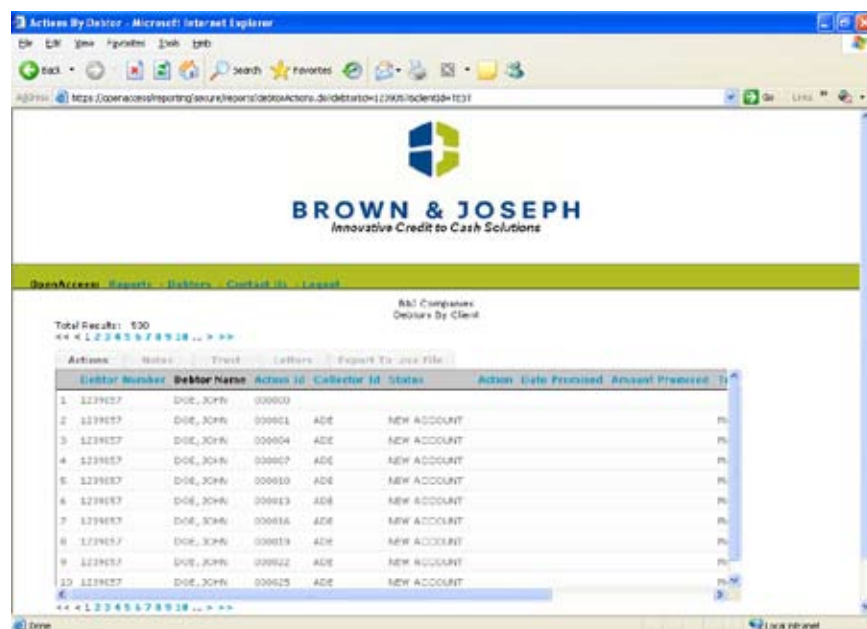 Actions By Debtor - Microsoft Internet Explorer
File Edit View Favorites Tools Help
Back Search Favorites
Address Go Links
BROWN & JOSEPH
Innovative Credit to Cash Solutions
OpenAccess: Reports - Debtors - Contact Us - Logout
B&J Companies
Debtors By Client
Total Results: 530
<< < 1 2 3 4 5 6 7 8 9 10 ... > >>
Actions Notes Trust Letters Export To .csv File
Debtor Number Debtor Name Action Id Collector Id Status Action Date Promised Amount Promised
1 1239057 DOE, JOHN 000000
2 1239057 DOE, JOHN 000001 ADE NEW ACCOUNT
3 1239057 DOE, JOHN 000004 ADE NEW ACCOUNT
4 1239057 DOE, JOHN 000007 ADE NEW ACCOUNT
5 1239057 DOE, JOHN 000010 ADE NEW ACCOUNT
6 1239057 DOE, JOHN 000013 ADE NEW ACCOUNT
7 1239057 DOE, JOHN 000016 ADE NEW ACCOUNT
8 1239057 DOE, JOHN 000019 ADE NEW ACCOUNT
9 1239057 DOE, JOHN 000022 ADE NEW ACCOUNT
10 1239057 DOE, JOHN 000025 ADE NEW ACCOUNT
<< < 1 2 3 4 5 6 7 8 9 10 ... > >>
Done Local intranet